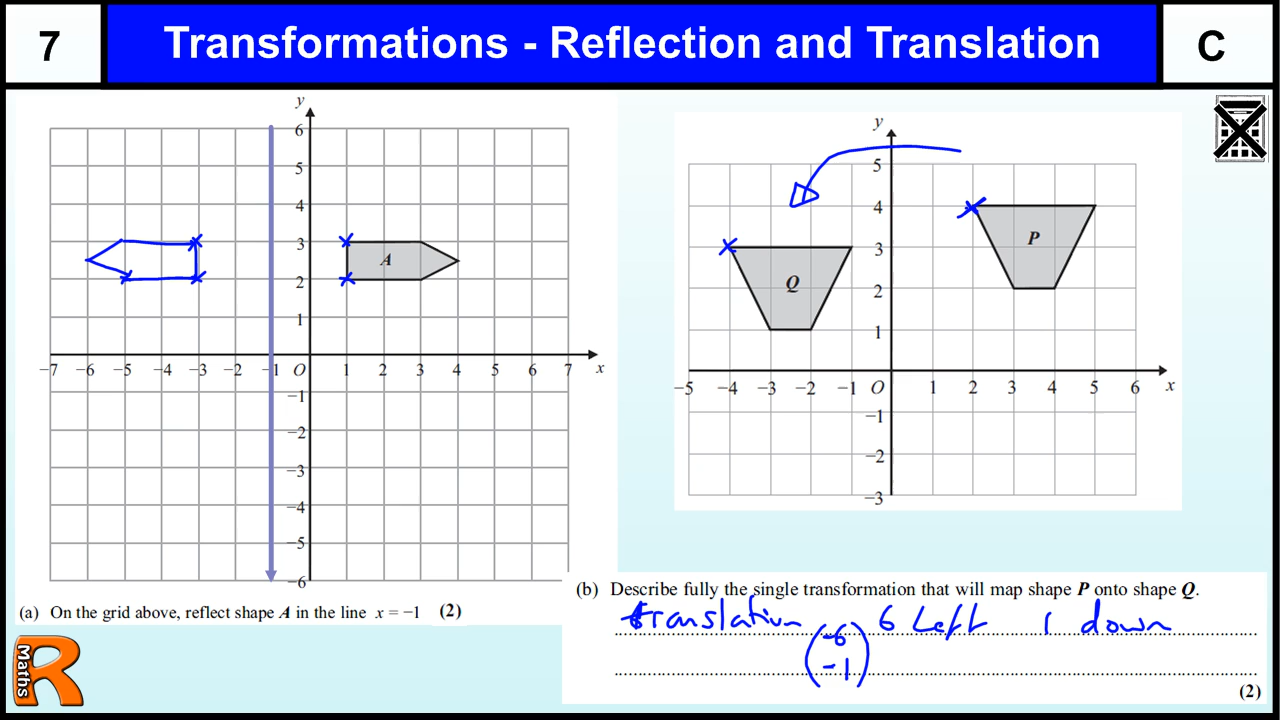 7
Transformations - Reflection and Translation
C
y
6
5
4
3
2
1
A
−7 −6 −5 −4 −3 −2 −1 O 1 2 3 4 5 6 7 x
−1
−2
−3
−4
−5
−6
(a) On the grid above, reflect shape A in the line x = −1 (2)
y
5
4
3
2
1
P
Q
−5 −4 −3 −2 −1 O 1 2 3 4 5 6 x
−1
−2
−3
(b) Describe fully the single transformation that will map shape P onto shape Q.
translation 6 Left 1 down
(-6
-1)
(2)
Maths
R